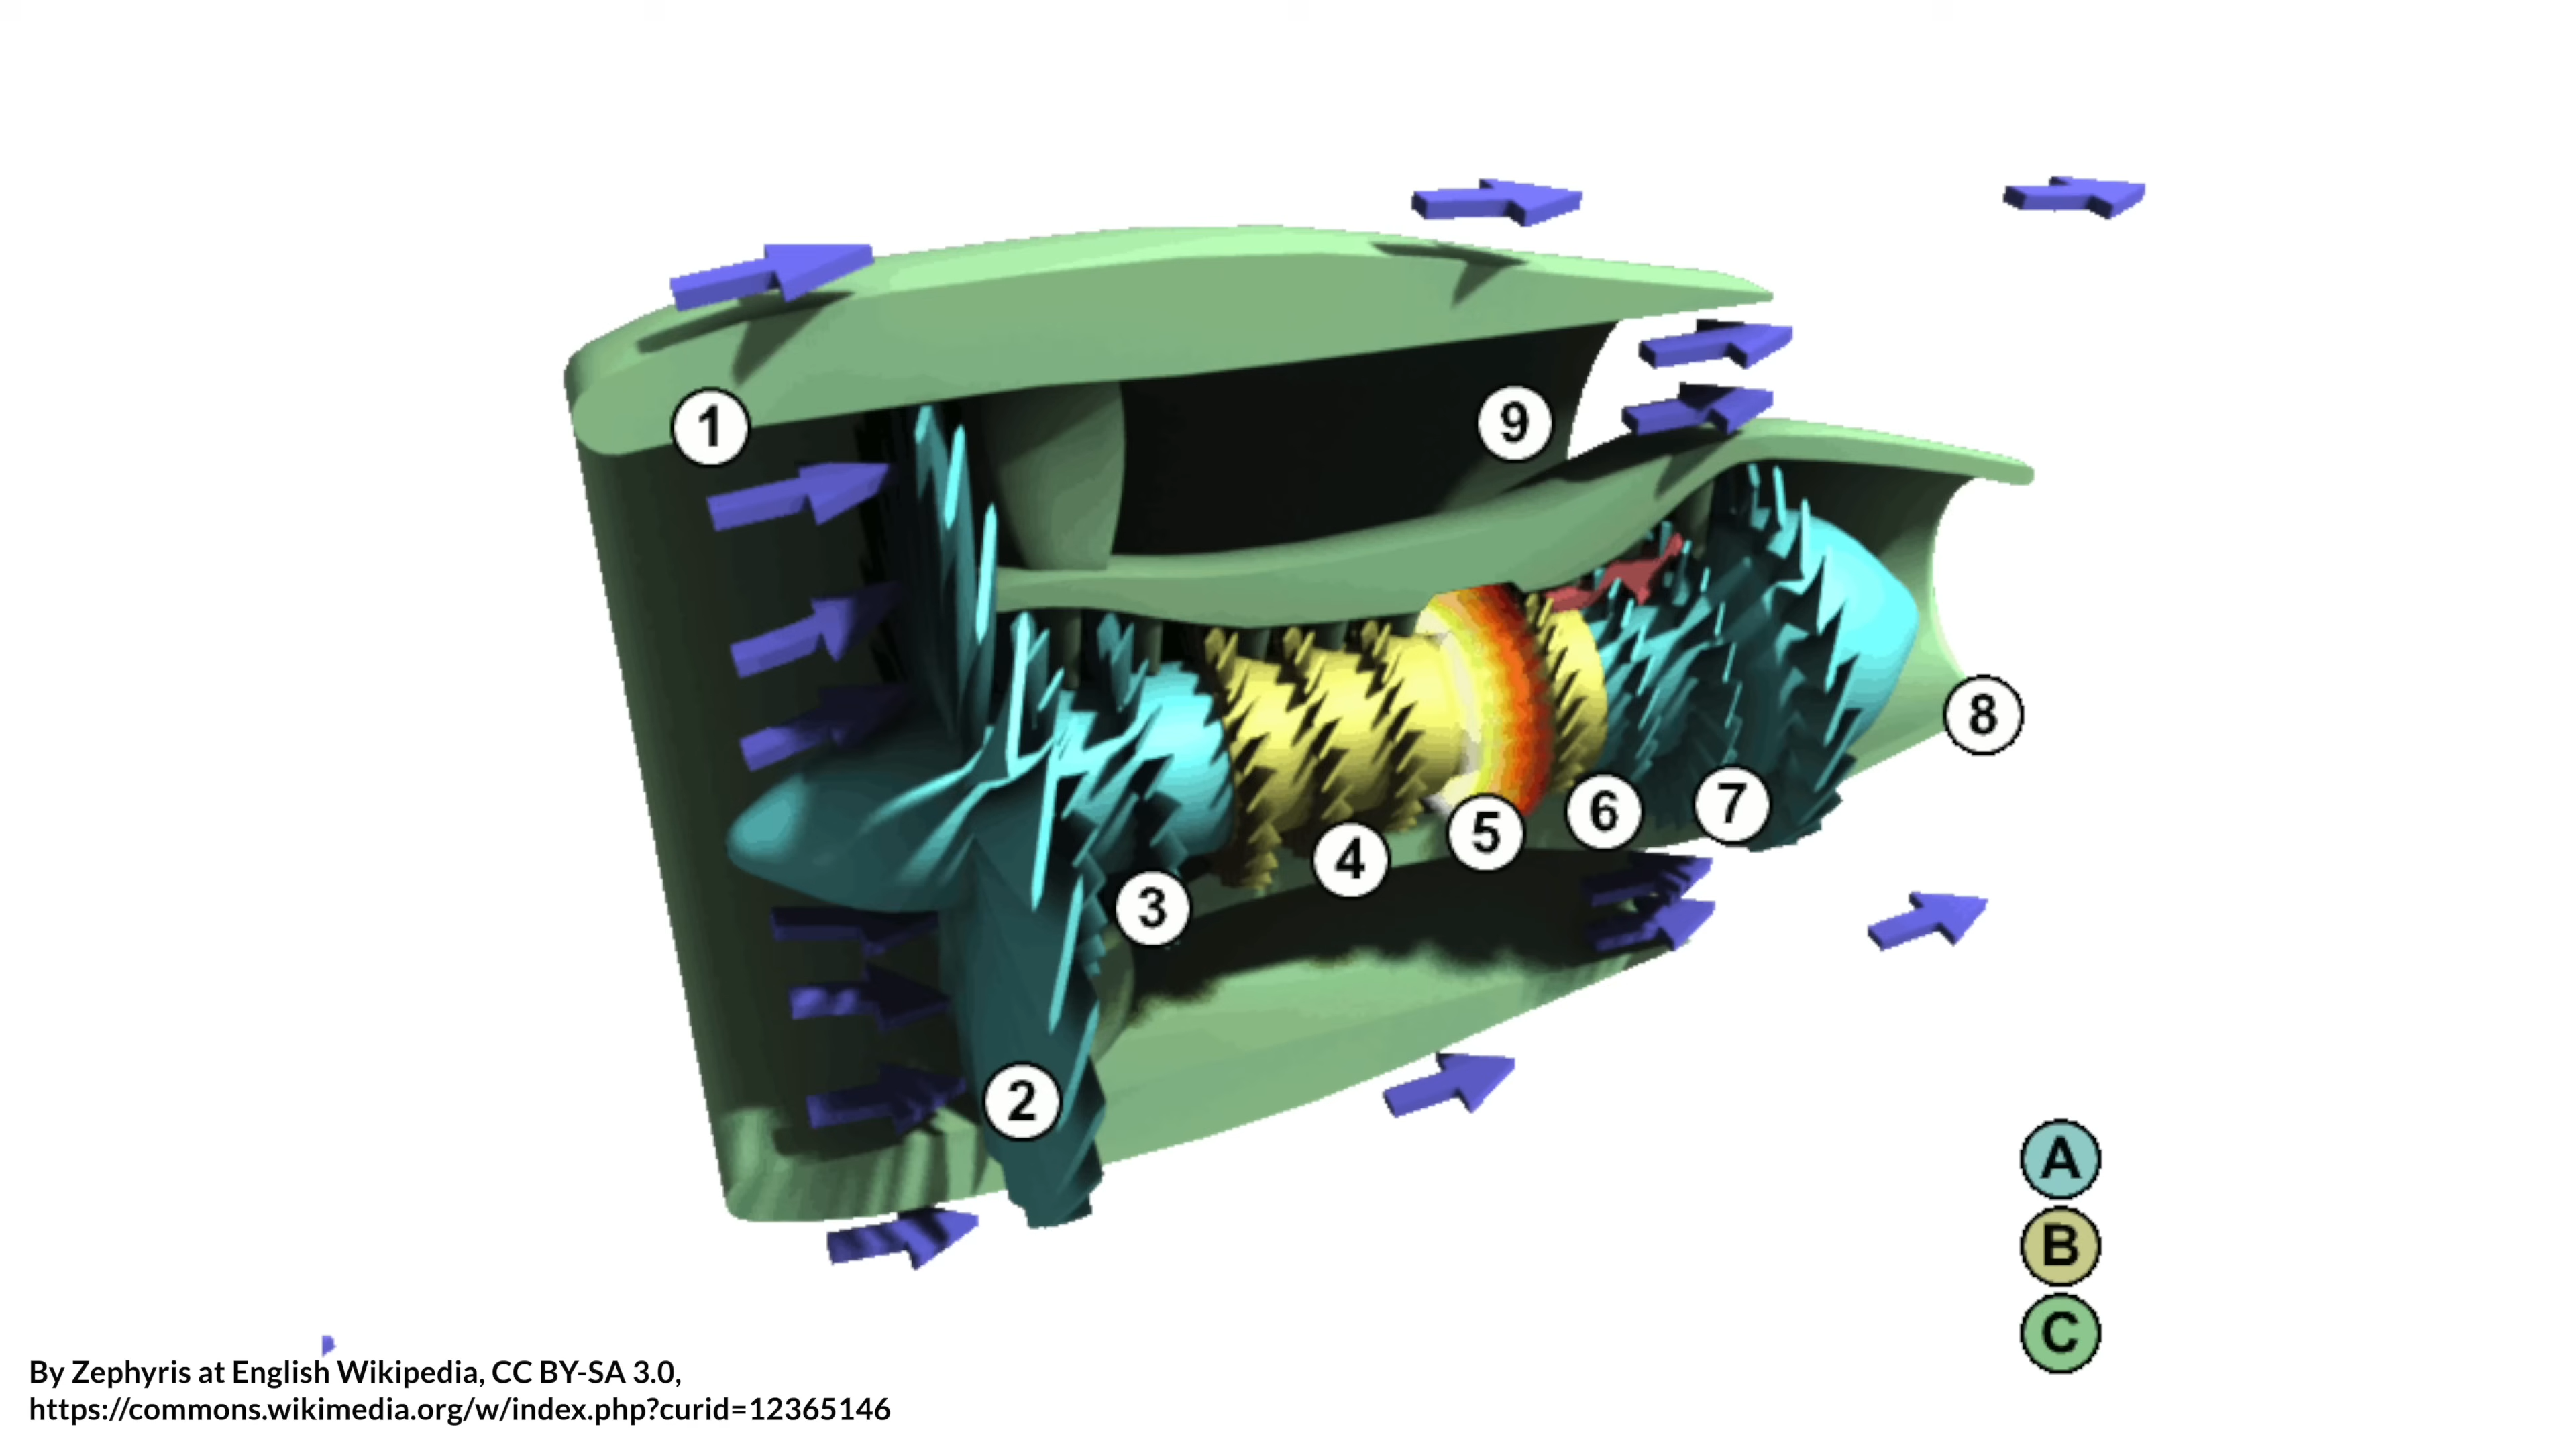 1
9
8
7
6
5
4
3
2
A
B
C
By Zephyris at English Wikipedia, CC BY-SA 3.0,
https://commons.wikimedia.org/w/index.php?curid=12365146